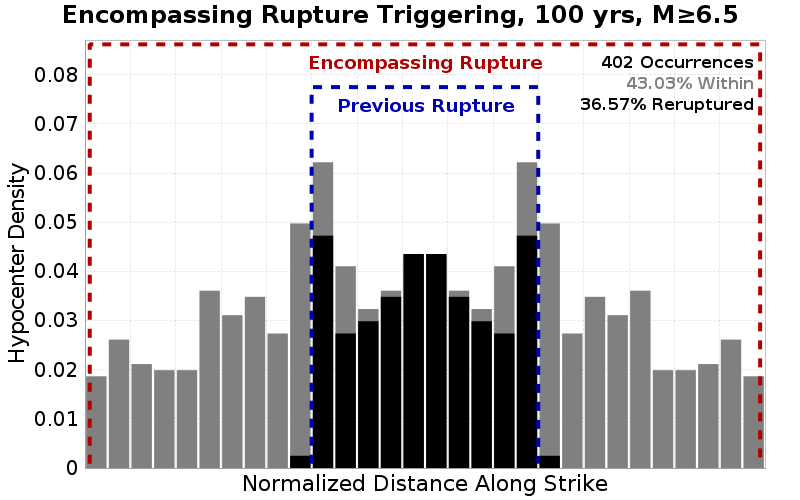 Encompassing Rupture Triggering, 100 yrs, M≥6.5
Encompassing Rupture
402 Occurrences
43.03% Within
Previous Rupture
36.57% Reruptured
Hypocenter Density
0.08
0.07
0.06
0.05
0.04
0.03
0.02
0.01
0
Normalized Distance Along Strike